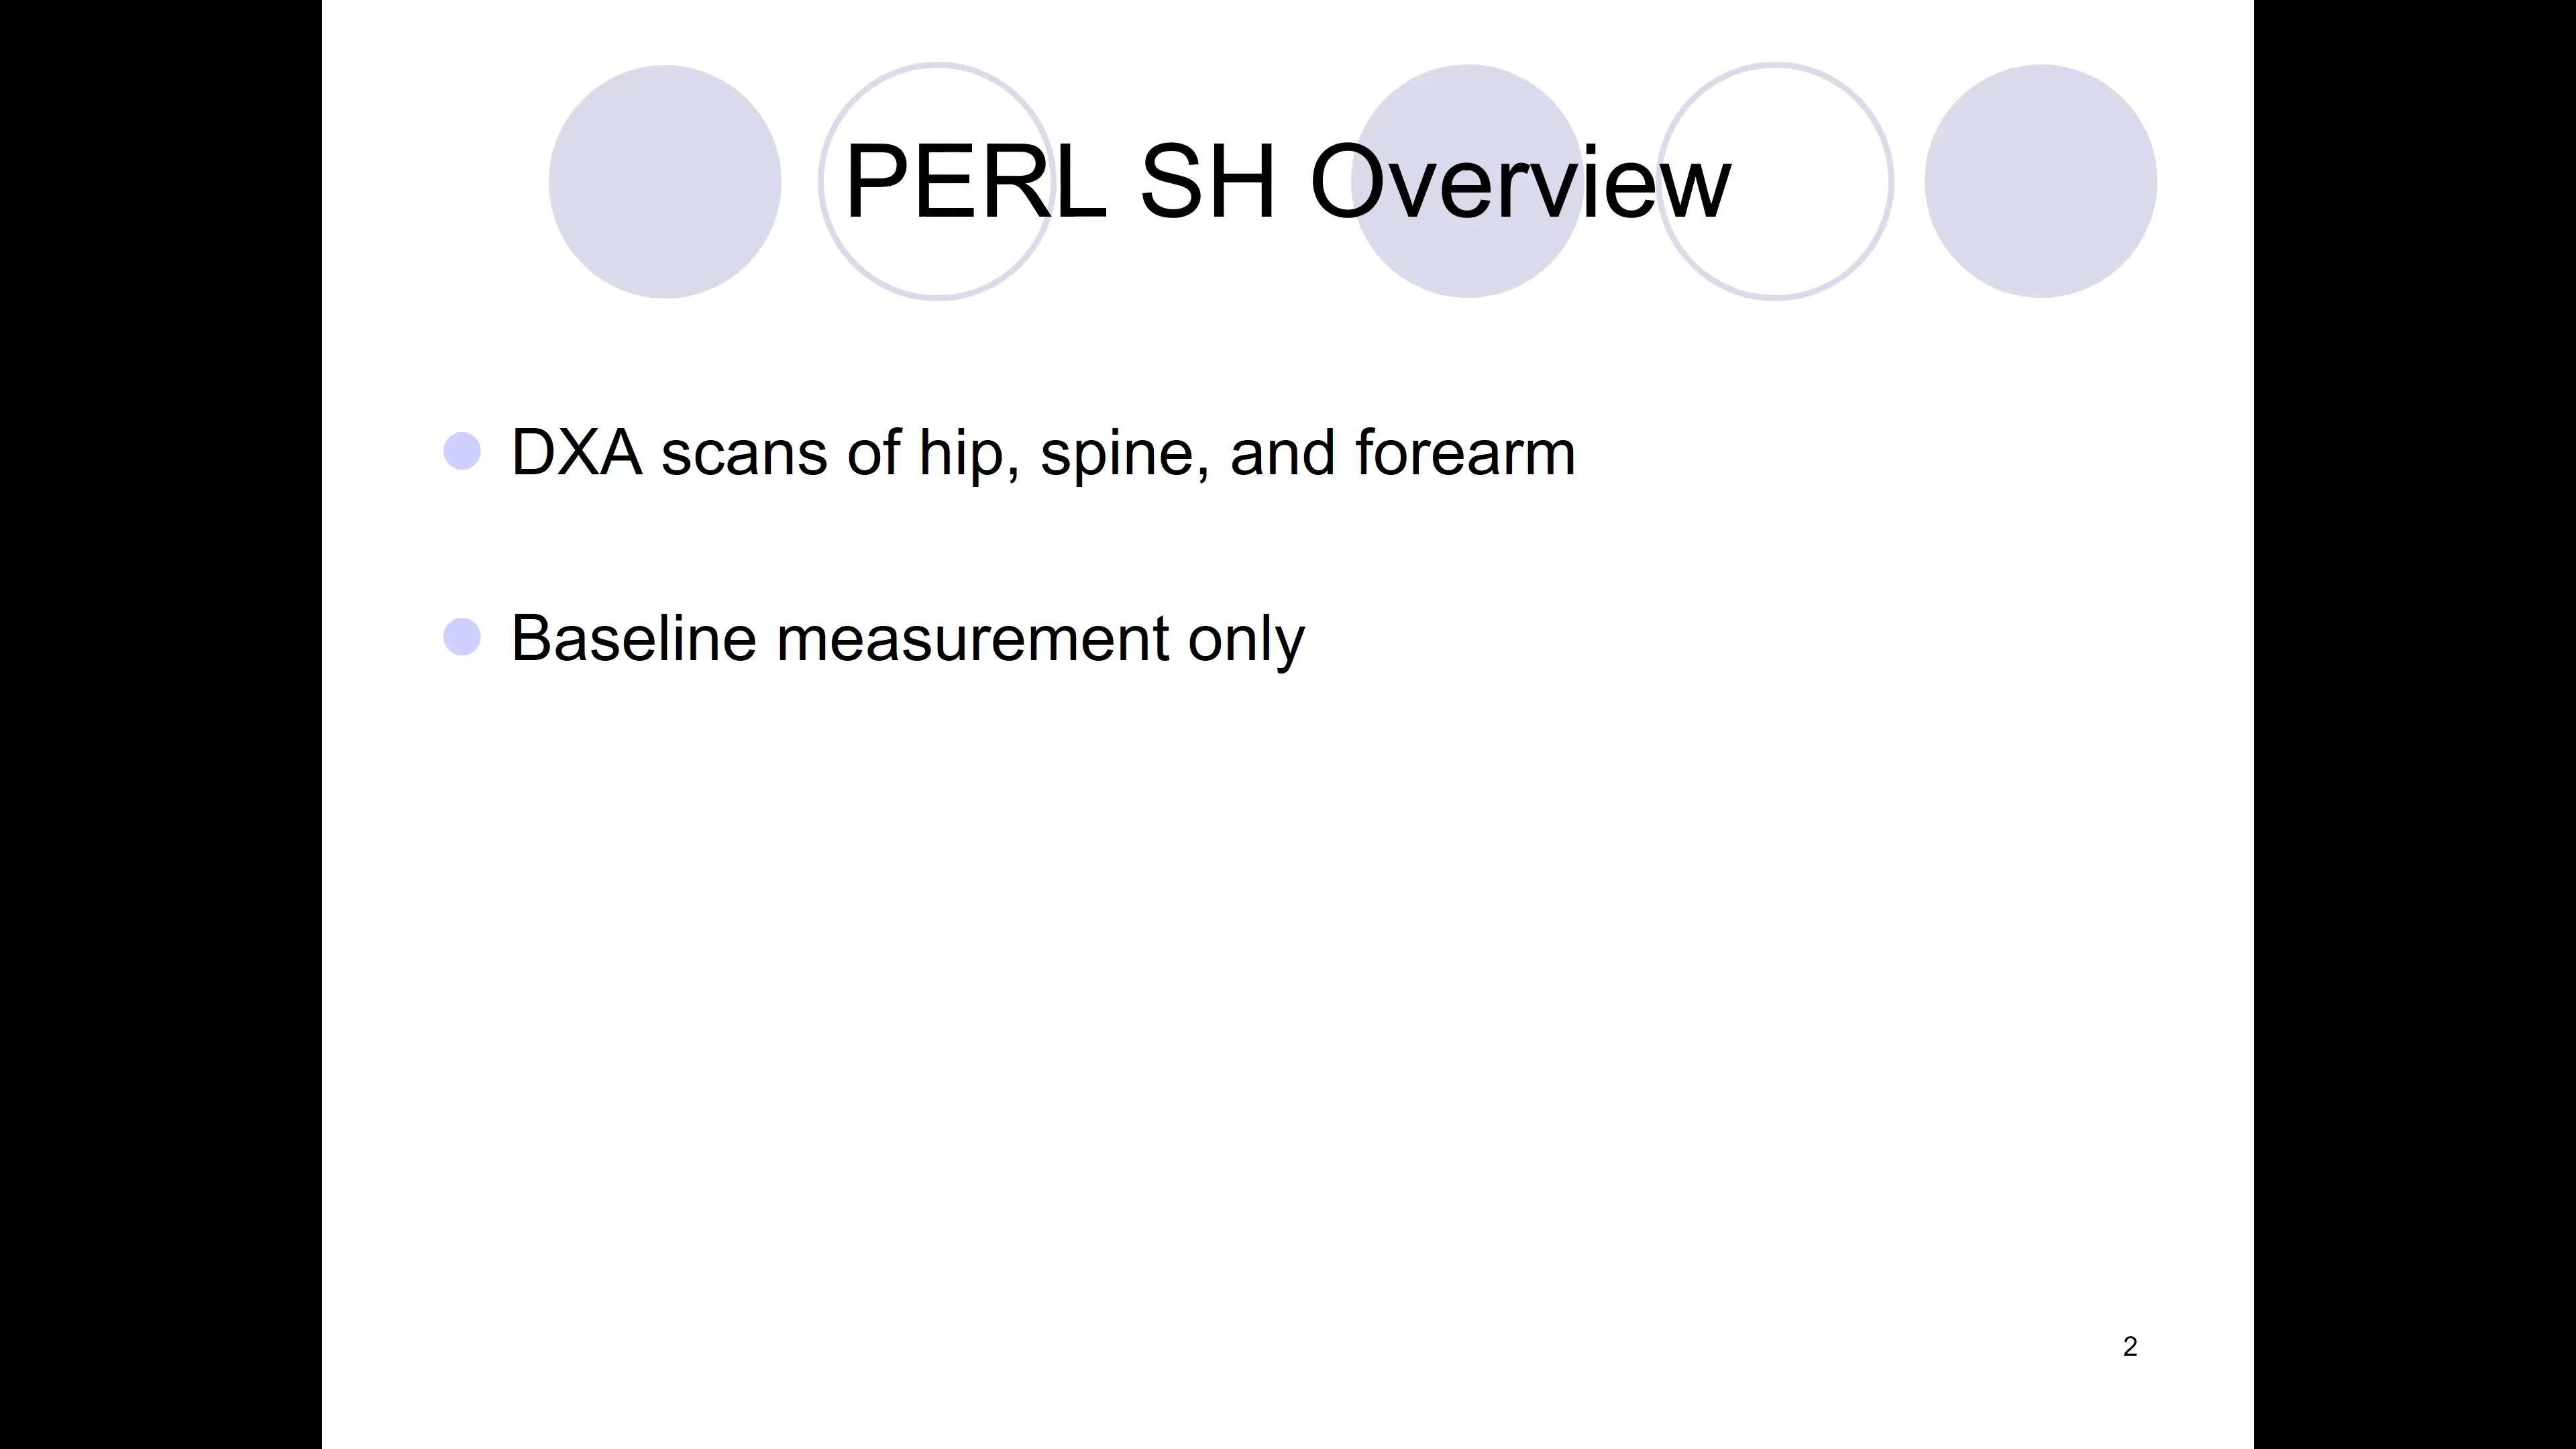 PERL SH Overview
DXA scans of hip, spine, and forearm
Baseline measurement only
2